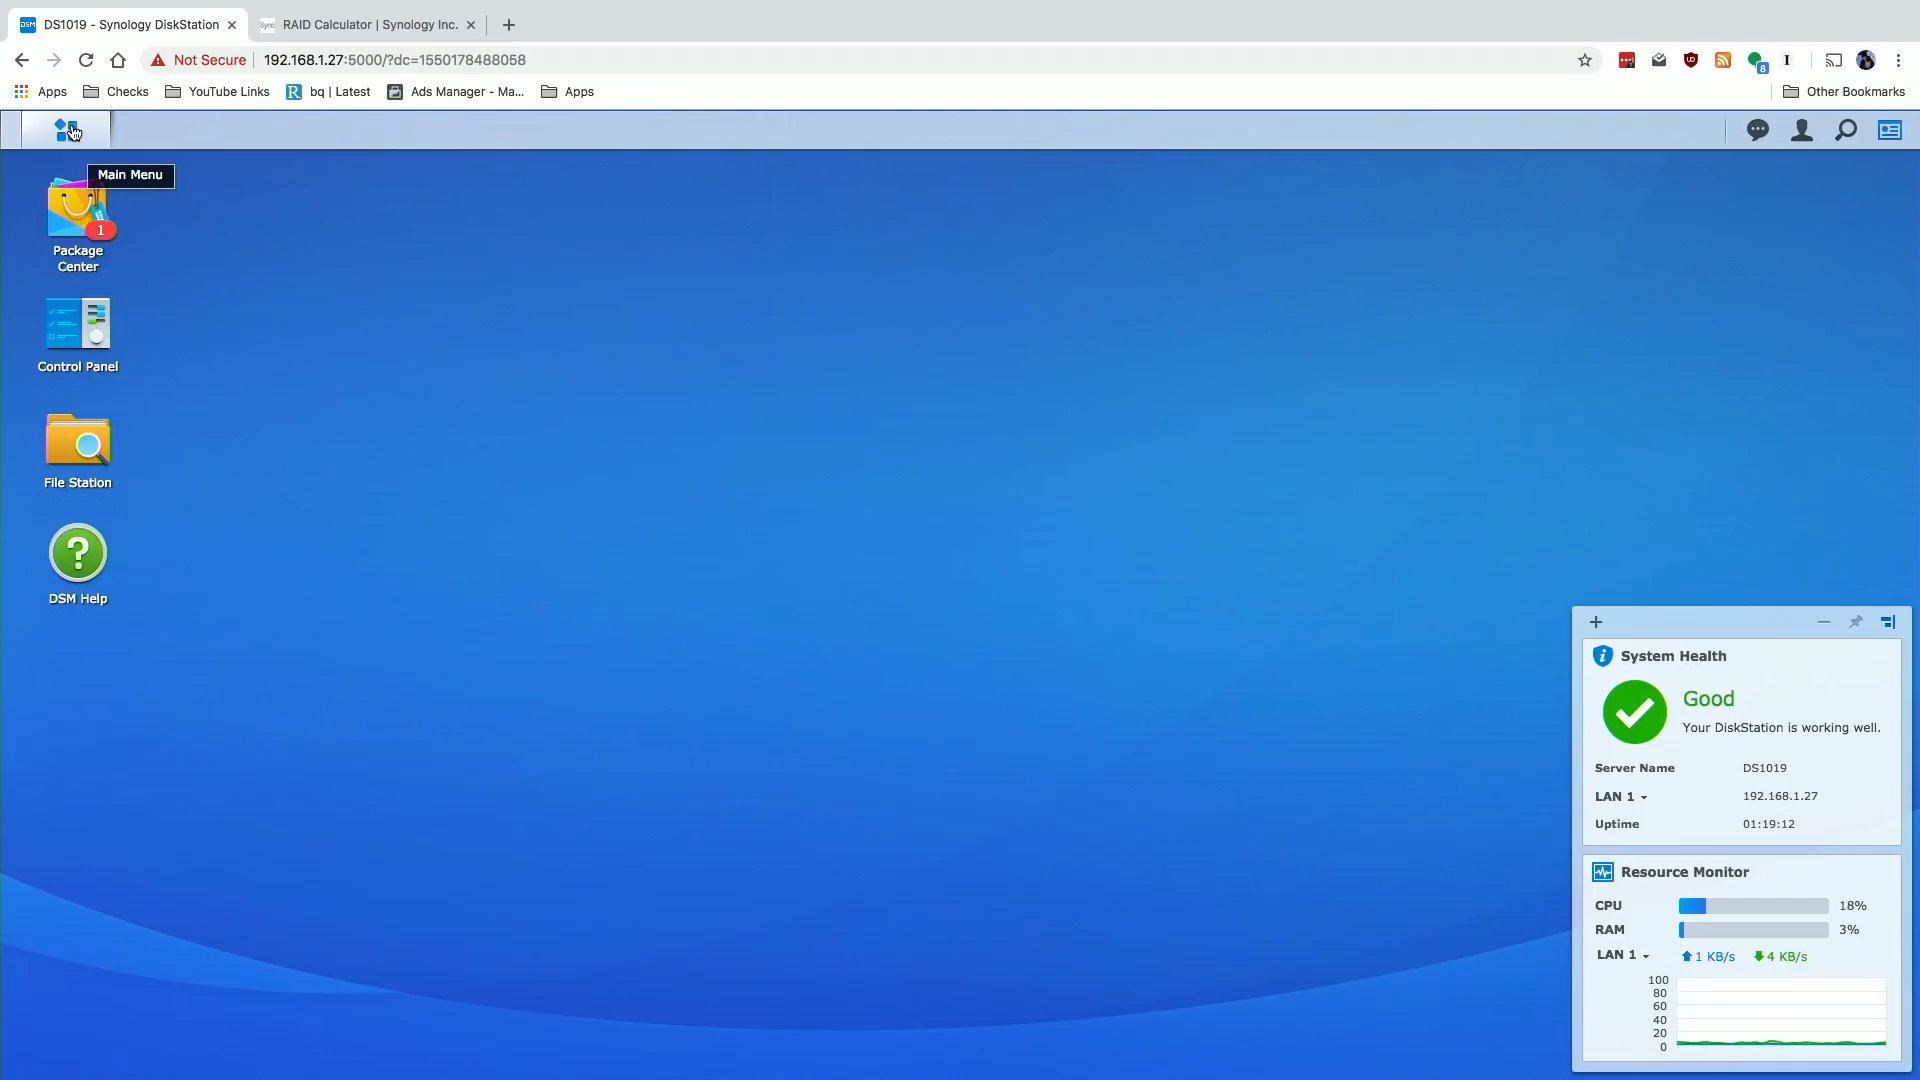 DS1019 - Synology DiskStation
RAID Calculator | Synology Inc.
Not Secure
192.168.1.27:5000/?dc=1550178488058
8
Apps
Checks
YouTube Links
bq | Latest
Ads Manager - Ma...
Apps
Other Bookmarks
Main Menu
1
Package
Center
Control Panel
File Station
DSM Help
System Health
Good
Your DiskStation is working well.
Server Name DS1019
LAN 1 192.168.1.27
Uptime 01:19:12
Resource Monitor
CPU 18%
RAM 3%
LAN 1 1 KB/s 4 KB/s
100
80
60
40
20
0